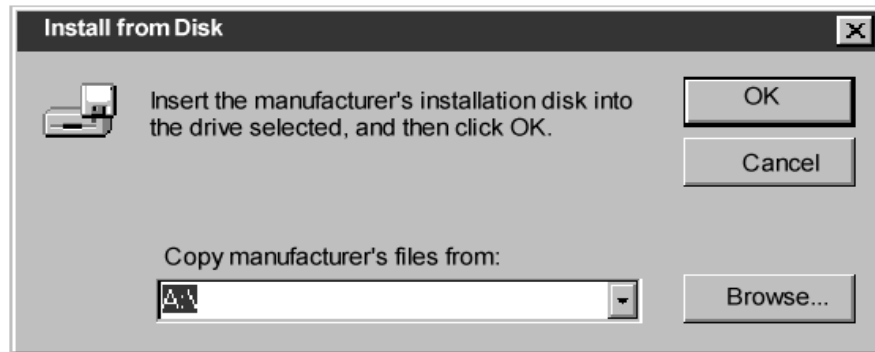 Install from Disk
Insert the manufacturer's installation disk into
the drive selected, and then click OK.
OK
Cancel
Copy manufacturer's files from:
A:\
Browse...